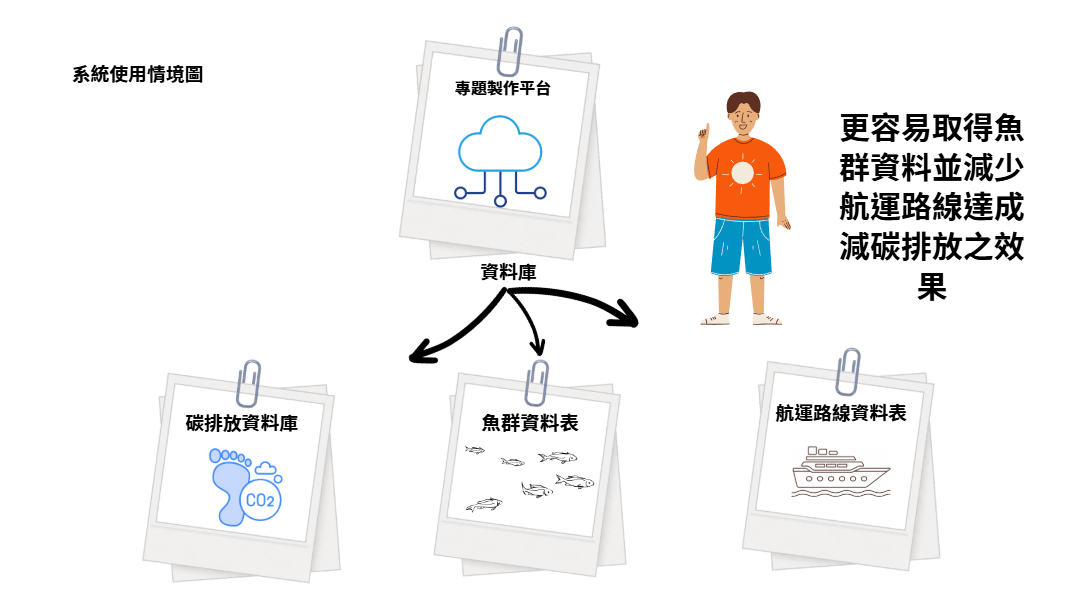 系統使用情境圖
專題製作平台
更容易取得魚
群資料並減少
航運路線達成
減碳排放之效
果
資料庫
碳排放資料庫
CO2
魚群資料表
航運路線資料表